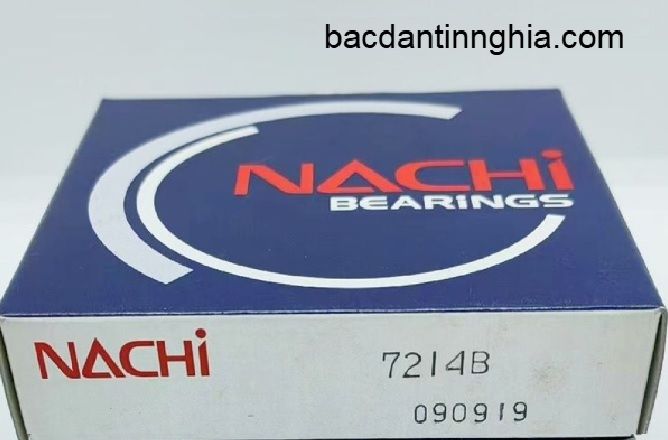 bacdantinnghia.com
NACHi
BEARINGS
NACHi
7214B
090919